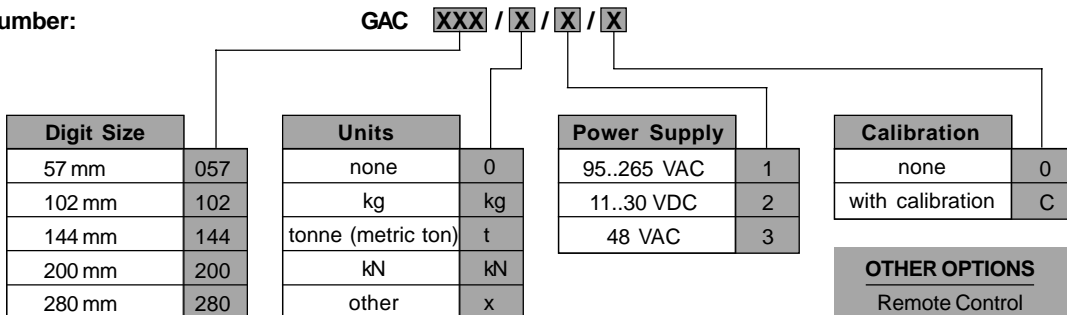 umber:
GAC XXX / X / X / X
Digit Size
57 mm 057
102 mm 102
144 mm 144
200 mm 200
280 mm 280
Units
none 0
kg kg
tonne (metric ton) t
kN kN
other x
Power Supply
95..265 VAC 1
11..30 VDC 2
48 VAC 3
Calibration
none 0
with calibration C
OTHER OPTIONS
Remote Control